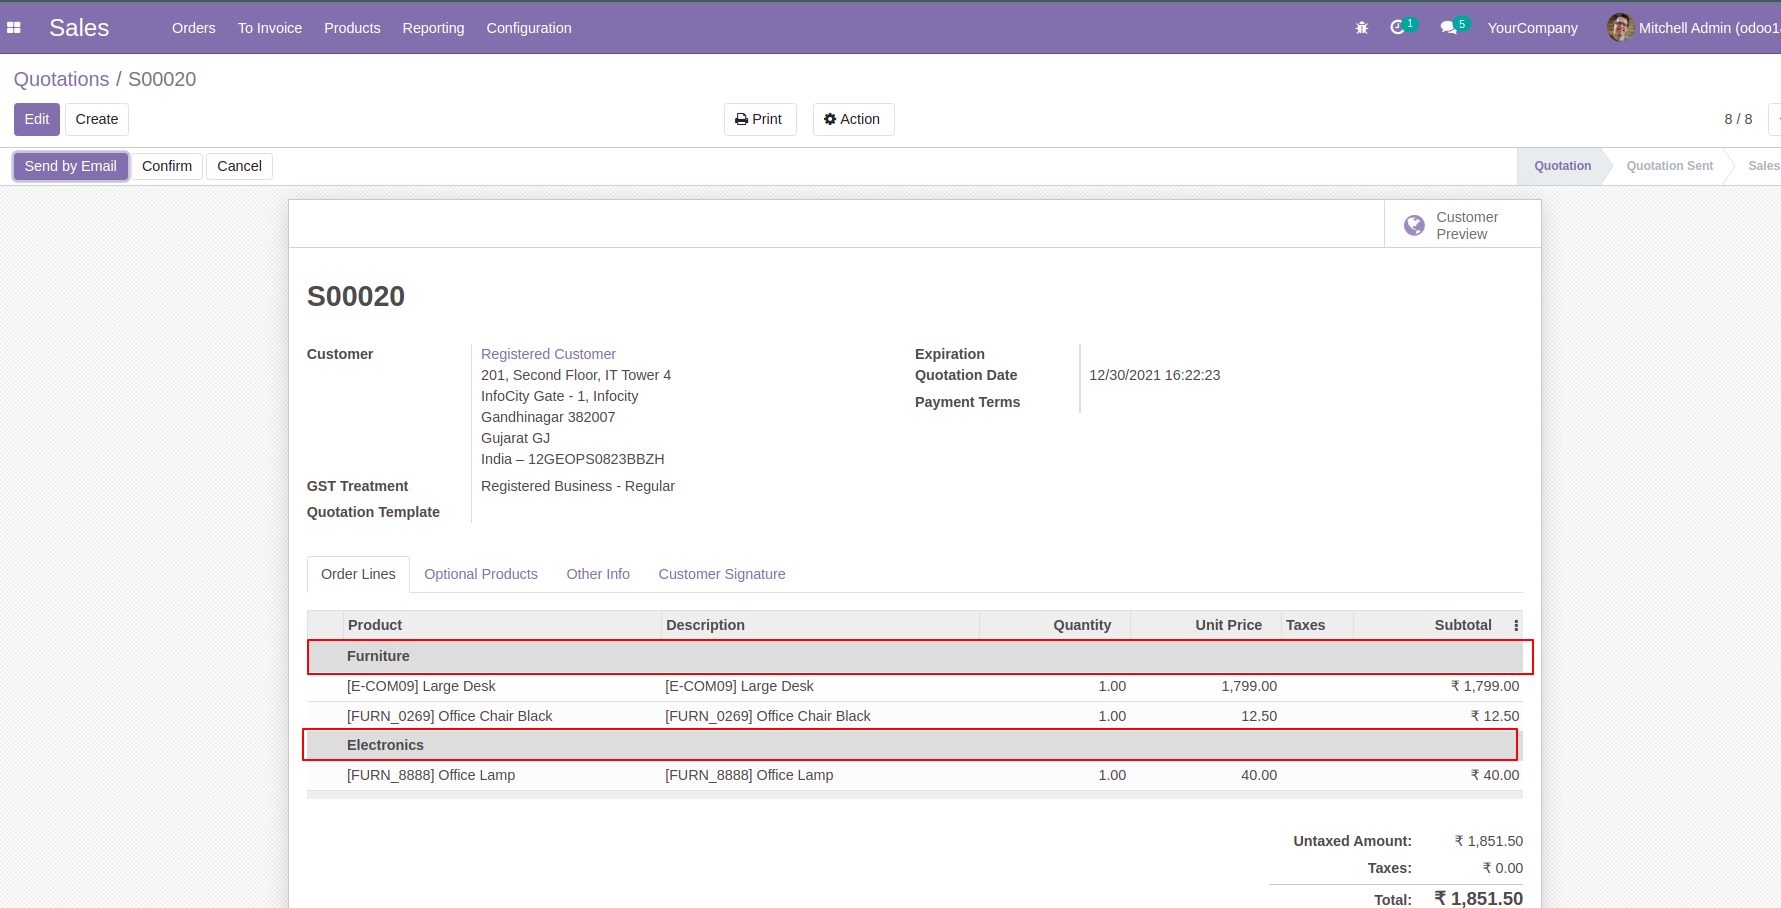 Sales Orders To Invoice Products Reporting Configuration 1 5 YourCompany Mitchell Admin (odoo1
Quotations / S00020
Edit Create Print Action 8 / 8
Send by Email Confirm Cancel Quotation Quotation Sent Sales
Customer
Preview
S00020
Customer Registered Customer Expiration
201, Second Floor, IT Tower 4 Quotation Date 12/30/2021 16:22:23
InfoCity Gate - 1, Infocity Payment Terms
Gandhinagar 382007
Gujarat GJ
India – 12GEOPS0823BBZH
GST Treatment Registered Business - Regular
Quotation Template
Order Lines Optional Products Other Info Customer Signature
Product Description Quantity Unit Price Taxes Subtotal
Furniture
[E-COM09] Large Desk [E-COM09] Large Desk 1.00 1,799.00 ₹ 1,799.00
[FURN_0269] Office Chair Black [FURN_0269] Office Chair Black 1.00 12.50 ₹ 12.50
Electronics
[FURN_8888] Office Lamp [FURN_8888] Office Lamp 1.00 40.00 ₹ 40.00
Untaxed Amount: ₹ 1,851.50
Taxes: ₹ 0.00
Total: ₹ 1,851.50